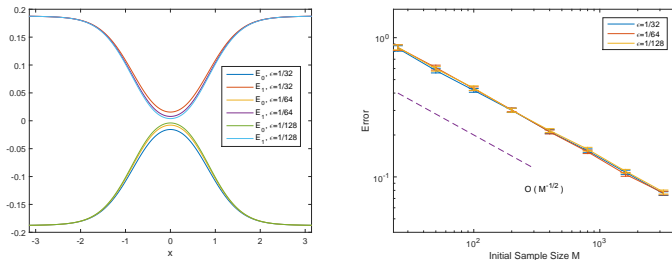 0.2
0.15
0.1
0.05
0
-0.05
-0.1
-0.15
-0.2
-3
-2
-1
0
1
2
3
x
E0, ϵ=1/32
E1, ϵ=1/32
E0, ϵ=1/64
E1, ϵ=1/64
E0, ϵ=1/128
E1, ϵ=1/128
Error
10^0
10^-1
10^2
10^3
Initial Sample Size M
ϵ=1/32
ϵ=1/64
ϵ=1/128
O ( M^-1/2 )